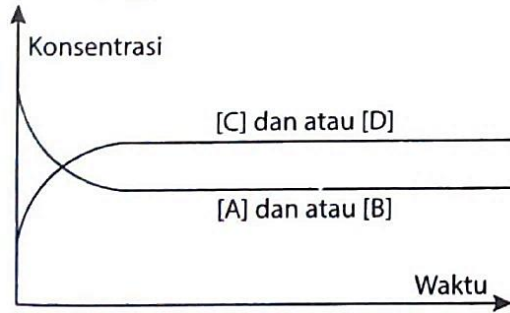 Konsentrasi
[C] dan atau [D]
[A] dan atau [B]
Waktu